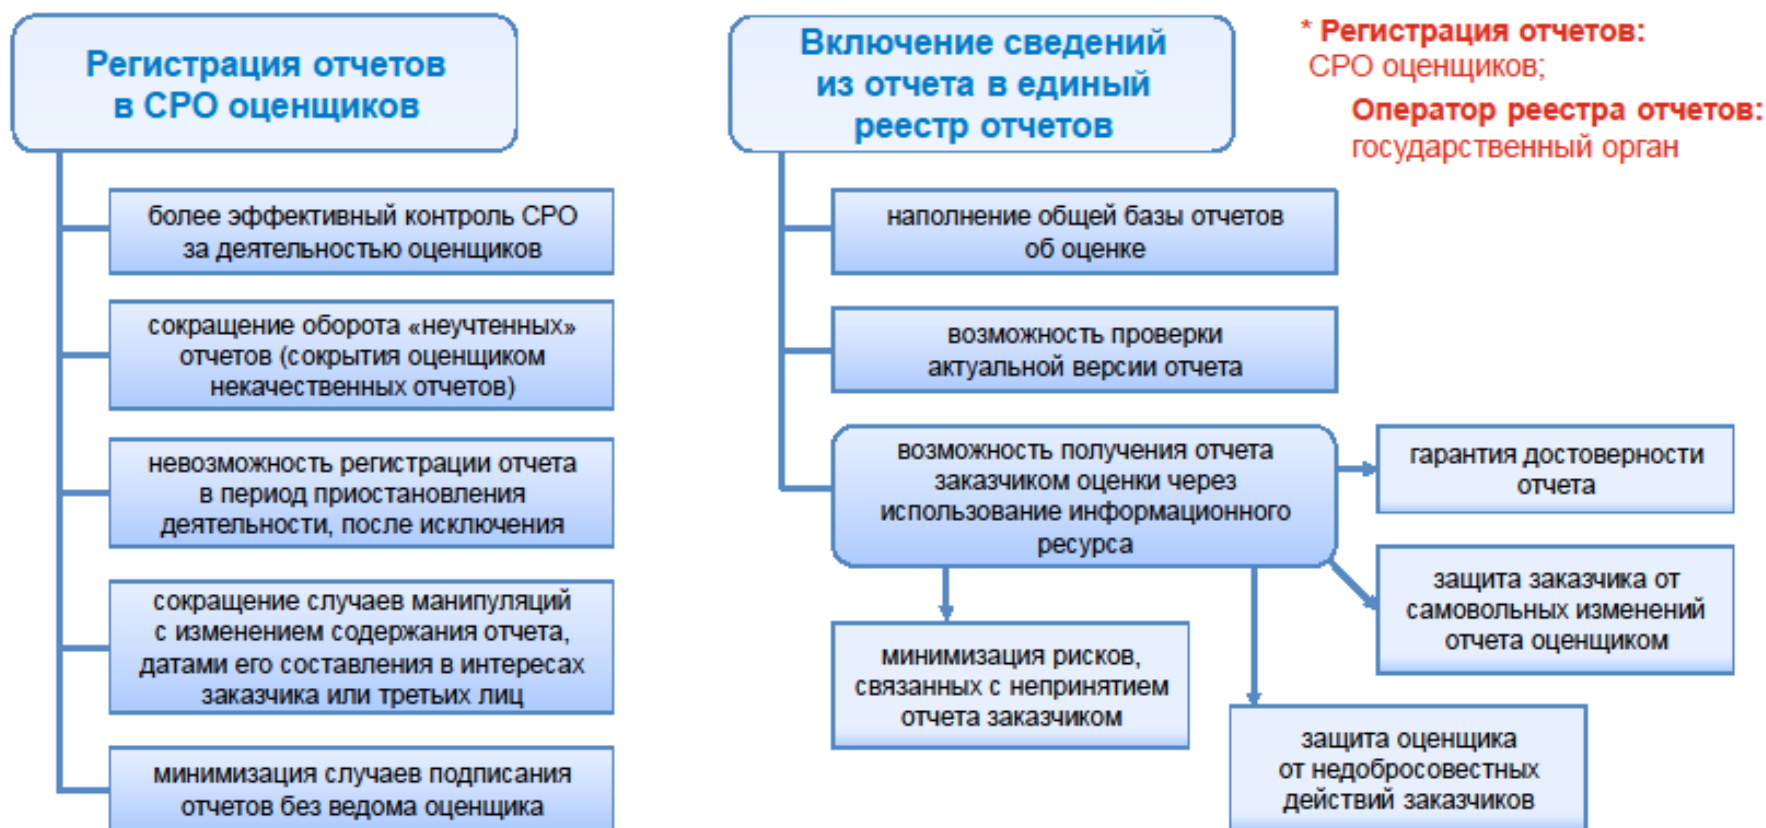 Регистрация отчетов
в СРО оценщиков
более эффективный контроль СРО
за деятельностью оценщиков
сокращение оборота «неучтенных»
отчетов (сокрытия оценщиком
некачественных отчетов)
невозможность регистрации отчета
в период приостановления
деятельности, после исключения
сокращение случаев манипуляций
с изменением содержания отчета,
датами его составления в интересах
заказчика или третьих лиц
минимизация случаев подписания
отчетов без ведома оценщика
Включение сведений
из отчета в единый
реестр отчетов
наполнение общей базы отчетов
об оценке
возможность проверки
актуальной версии отчета
возможность получения отчета
заказчиком оценки через
использование информационного
ресурса
минимизация рисков,
связанных с непринятием
отчета заказчиком
защита оценщика
от недобросовестных
действий заказчиков
гарантия достоверности
отчета
защита заказчика от
самовольных изменений
отчета оценщиком
* Регистрация отчетов:
СРО оценщиков;
Оператор реестра отчетов:
государственный орган